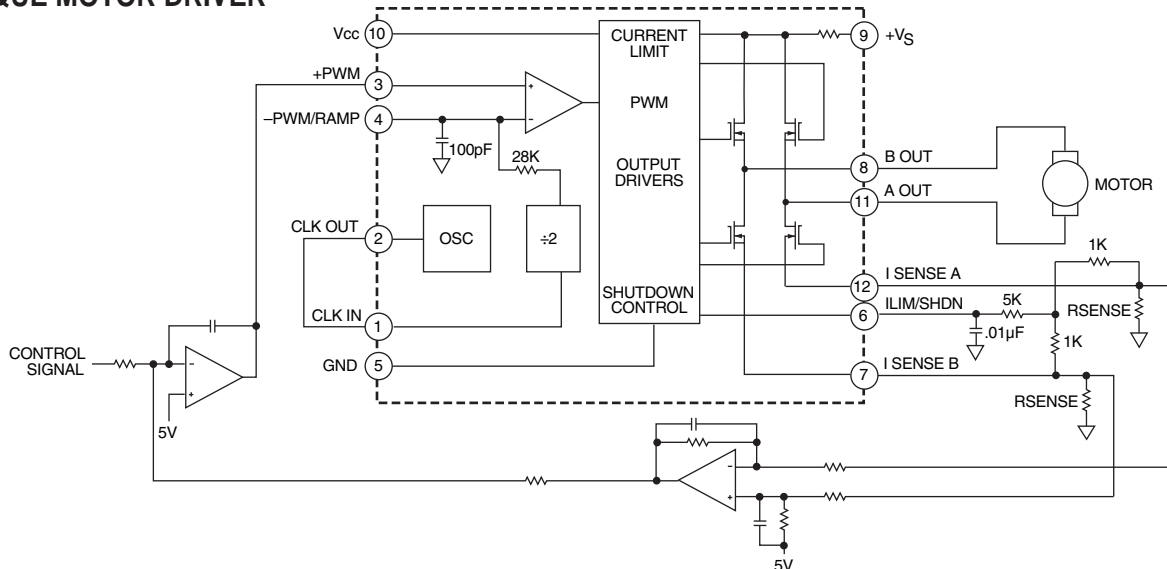 QUE MOTOR DRIVER
Vcc 10
CURRENT
LIMIT
9 +VS
+PWM
3
+
PWM
–PWM/RAMP
4
–
100pF
28K
OUTPUT
DRIVERS
8
B OUT
11
A OUT
MOTOR
CLK OUT
2
OSC
÷2
1K
SHUTDOWN
CONTROL
12
I SENSE A
6
ILIM/SHDN
5K
RSENSE
.01µF
1K
CLK IN
1
CONTROL
SIGNAL
–
+
5V
GND
5
7
I SENSE B
RSENSE
–
+
5V